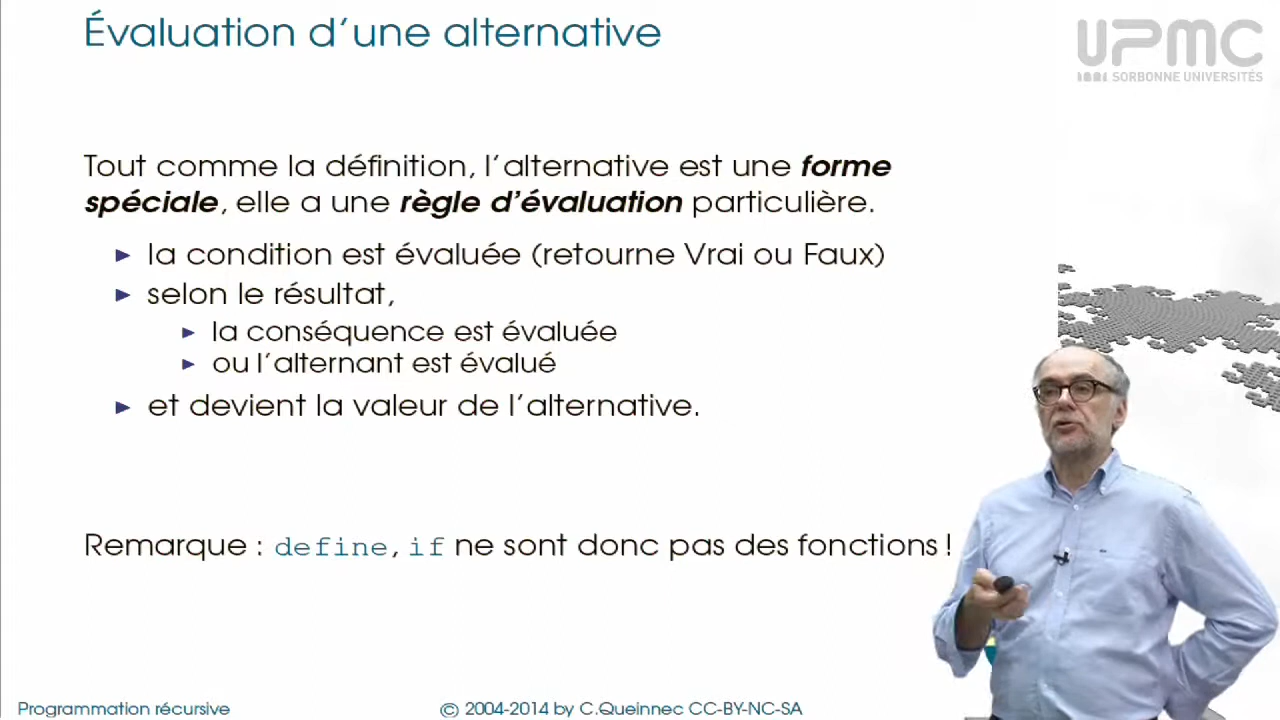 Évaluation d'une alternative
UPMC
SORBONNE UNIVERSITÉS
Tout comme la définition, l'alternative est une forme
spéciale, elle a une règle d'évaluation particulière.
la condition est évaluée (retourne Vrai ou Faux)
selon le résultat,
la conséquence est évaluée
ou l'alternant est évalué
et devient la valeur de l'alternative.
Remarque : define, if ne sont donc pas des fonctions !
Programmation récursive
© 2004-2014 by C.Queinnec CC-BY-NC-SA